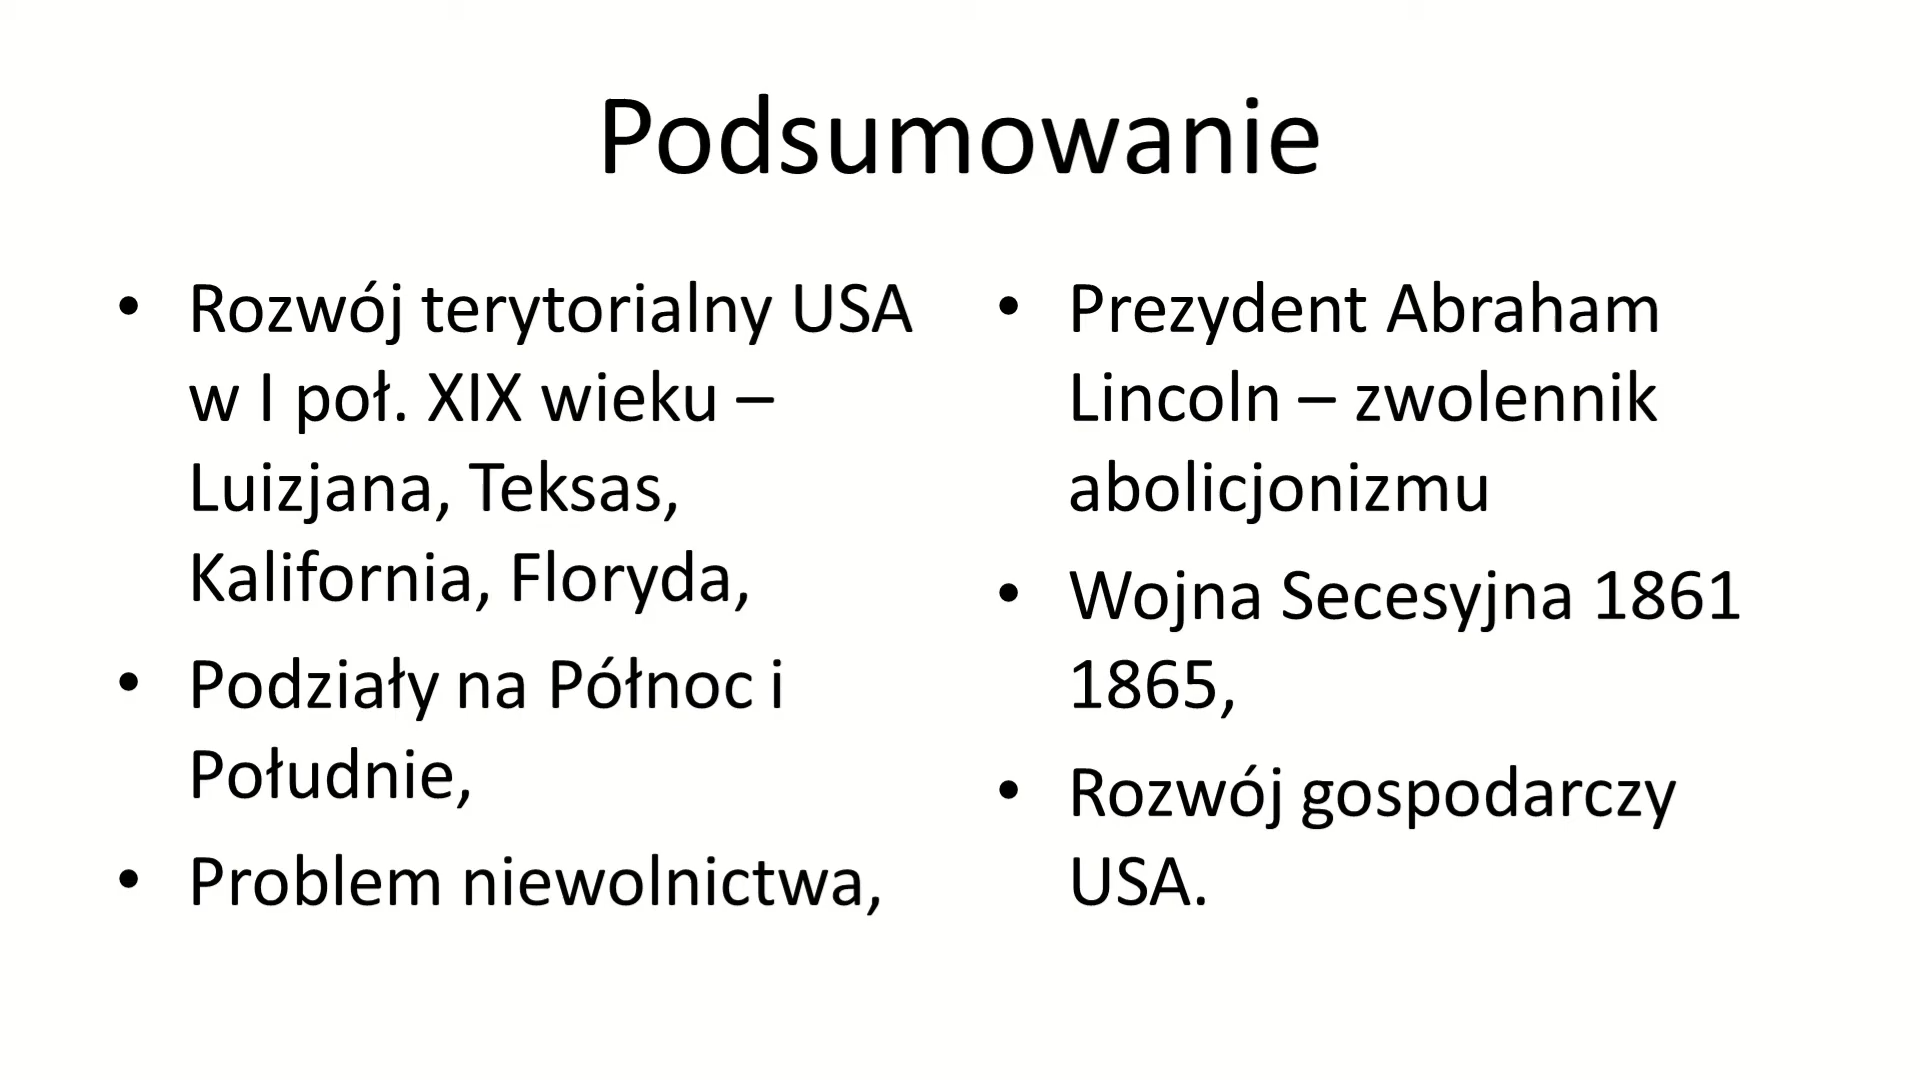 Podsumowanie
• Rozwój terytorialny USA
w I poł. XIX wieku –
Luizjana, Teksas,
Kalifornia, Floryda,
• Podziały na Północ i
Południe,
• Problem niewolnictwa,
• Prezydent Abraham
Lincoln – zwolennik
abolicjonizmu
• Wojna Secesyjna 1861
1865,
• Rozwój gospodarczy
USA.